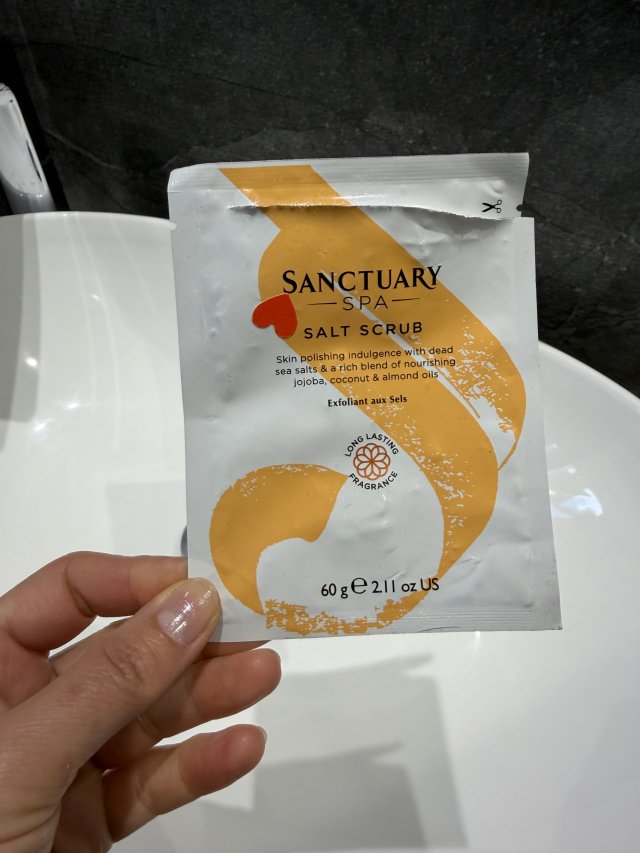 SANCTUARY
SPA
SALT SCRUB
Skin polishing indulgence with dead
sea salts & a rich blend of nourishing
jojoba, coconut & almond oils
Exfoliant aux Sels
LONG LASTING
FRAGRANCE
60 g ℮ 2.11 oz US